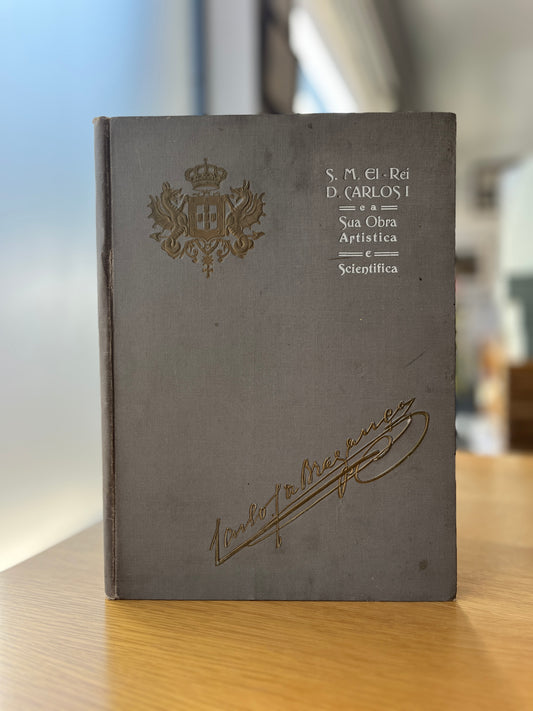 S. M. El-Rei
D. CARLOS I
e a
Sua Obra
Artistica
e
Scientifica
Carlos de Bragança